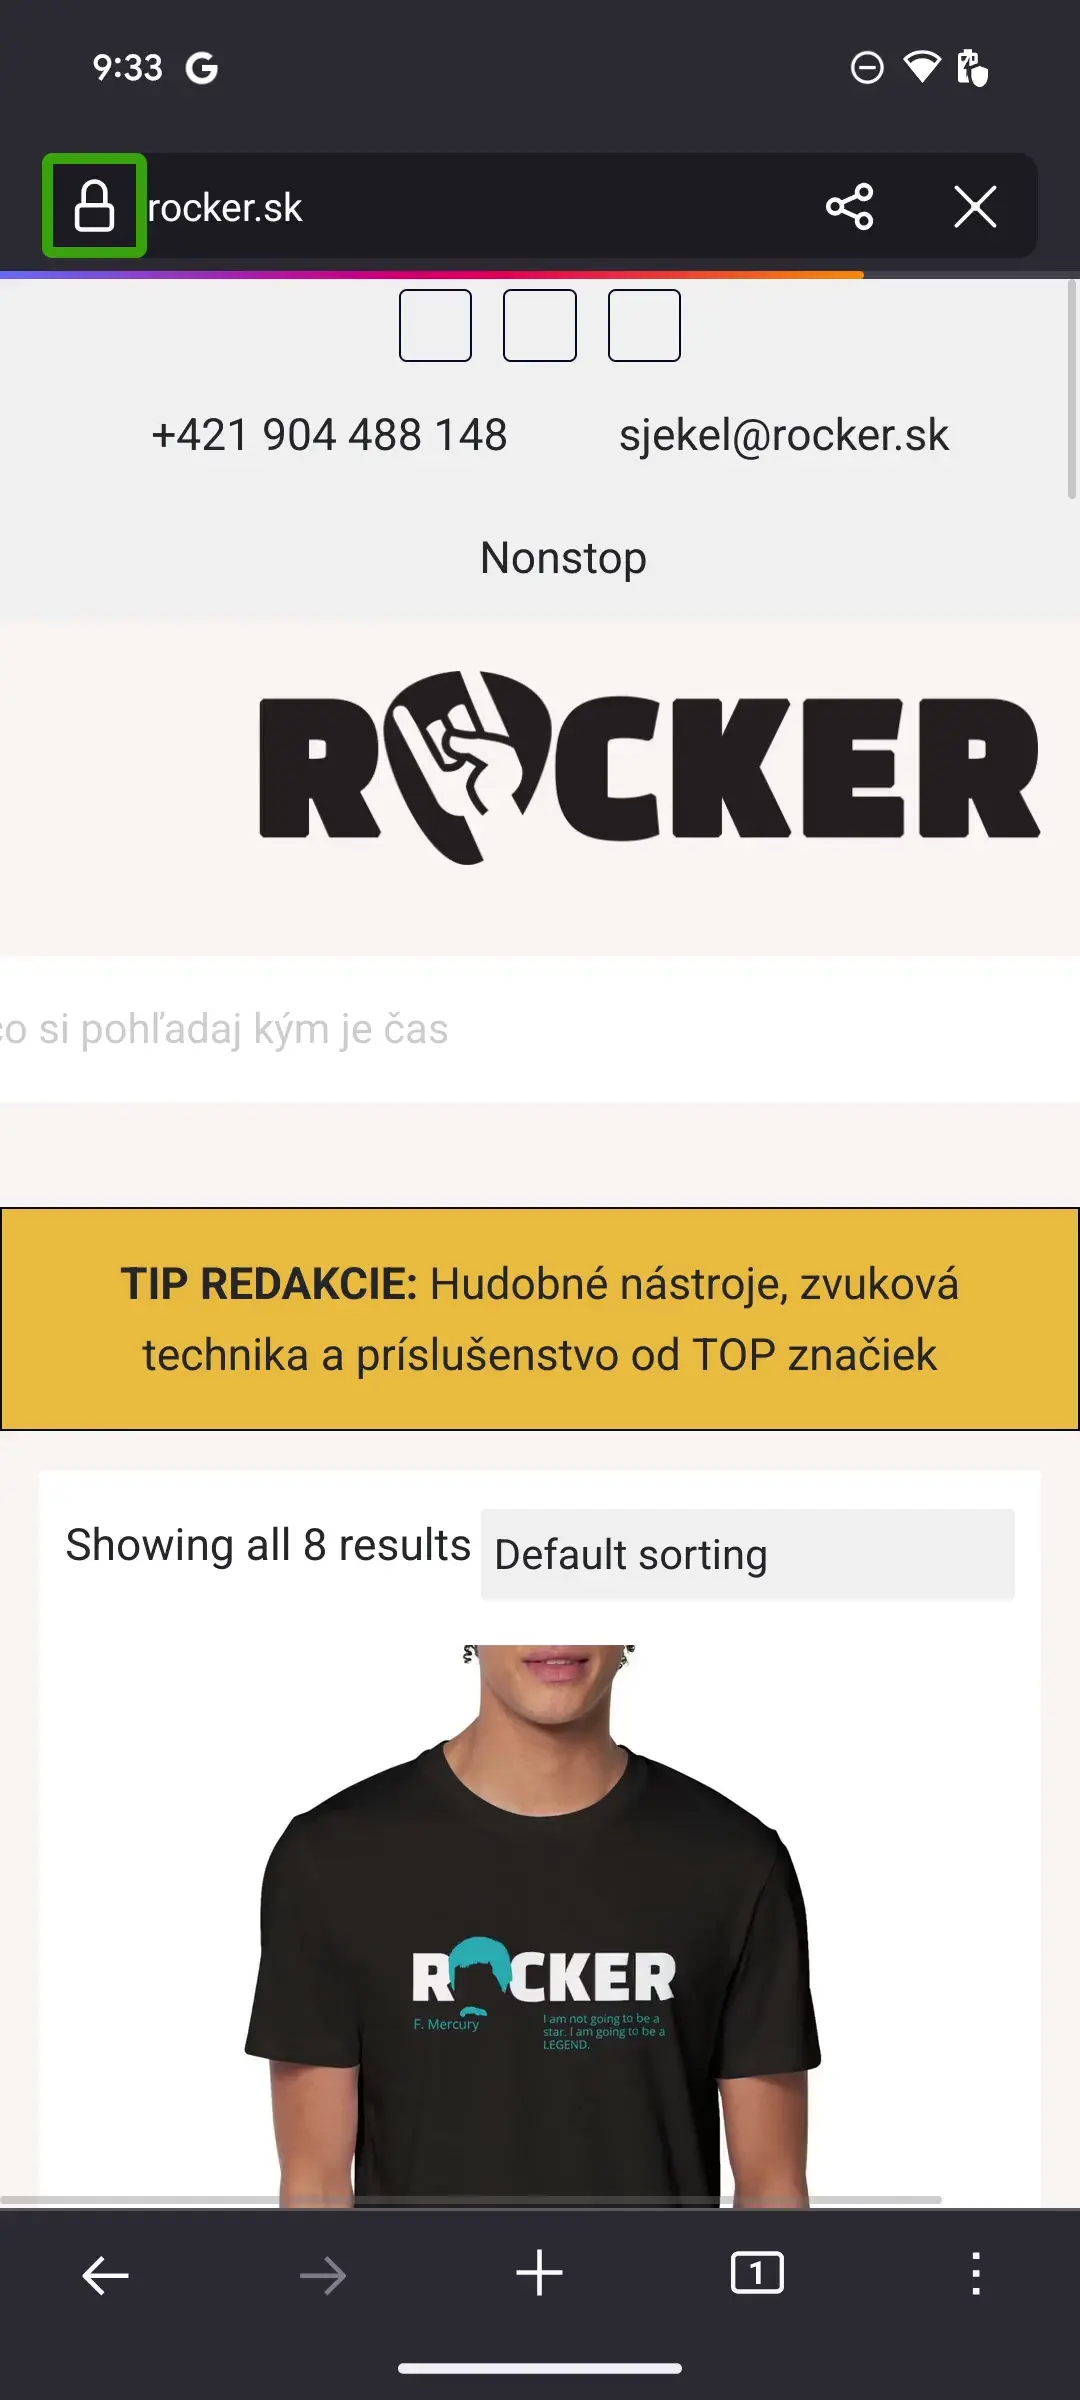 9:33
rocker.sk
+421 904 488 148 sjekel@rocker.sk
Nonstop
ROCKER
čo si pohľadaj kým je čas
TIP REDAKCIE: Hudobné nástroje, zvuková
technika a príslušenstvo od TOP značiek
Showing all 8 results Default sorting
ROCKER
F. Mercury
I am not going to be a
star. I am going to be a
LEGEND.
1